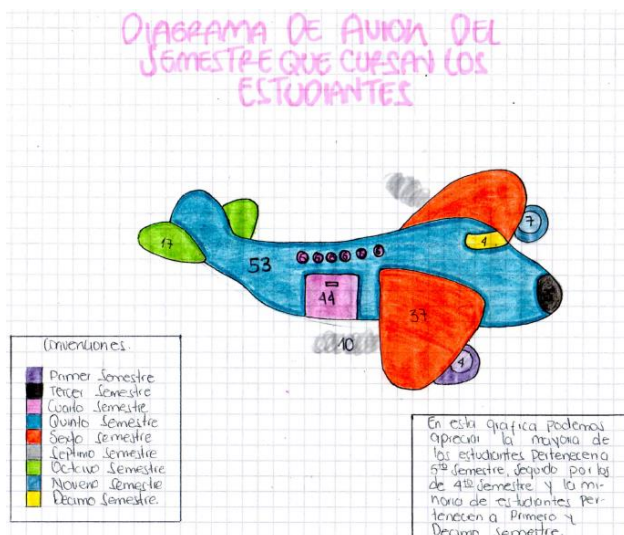 DIAGRAMA DE AVION DEL
SEMESTRE QUE CURSAN LOS
ESTUDIANTES
7
4
17
53
44
37
10
4
Convenciones.
Primer Semestre
Tercer Semestre
Cuarto Semestre
Quinto Semestre
Sexto Semestre
Septimo Semestre
Octavo Semestre
Noveno Semestre
Decimo Semestre.
En esta grafica podemos
apreciar la mayoria de
los estudiantes Pertenecen a
5to Semestre, Seguido por los
de 4to Semestre y la mi-
noria de estudiantes Per-
tenecen a Primero y
Decimo Semestre.